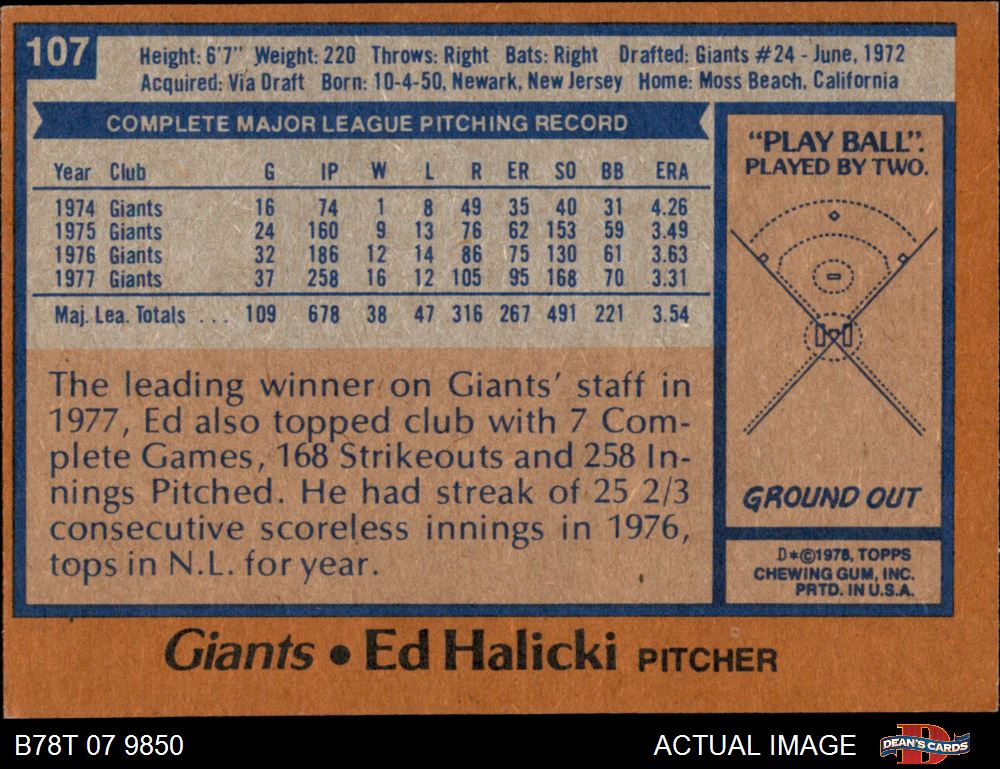 107
Height: 6'7" Weight: 220 Throws: Right Bats: Right Drafted: Giants #24 - June, 1972
Acquired: Via Draft Born: 10-4-50, Newark, New Jersey Home: Moss Beach, California
COMPLETE MAJOR LEAGUE PITCHING RECORD
Year Club G IP W L R ER SO BB ERA
1974 Giants 16 74 1 8 49 35 40 31 4.26
1975 Giants 24 160 9 13 76 62 153 59 3.49
1976 Giants 32 186 12 14 86 75 130 61 3.63
1977 Giants 37 258 16 12 105 95 168 70 3.31
Maj. Lea. Totals ... 109 678 38 47 316 267 491 221 3.54
The leading winner on Giants' staff in
1977, Ed also topped club with 7 Com-
plete Games, 168 Strikeouts and 258 In-
nings Pitched. He had streak of 25 2/3
consecutive scoreless innings in 1976,
tops in N.L. for year.
"PLAY BALL".
PLAYED BY TWO.
GROUND OUT
D*©1978, TOPPS
CHEWING GUM, INC.
PRTD. IN U.S.A.
Giants • Ed Halicki PITCHER
B78T 07 9850
ACTUAL IMAGE
DEAN'S CARDS